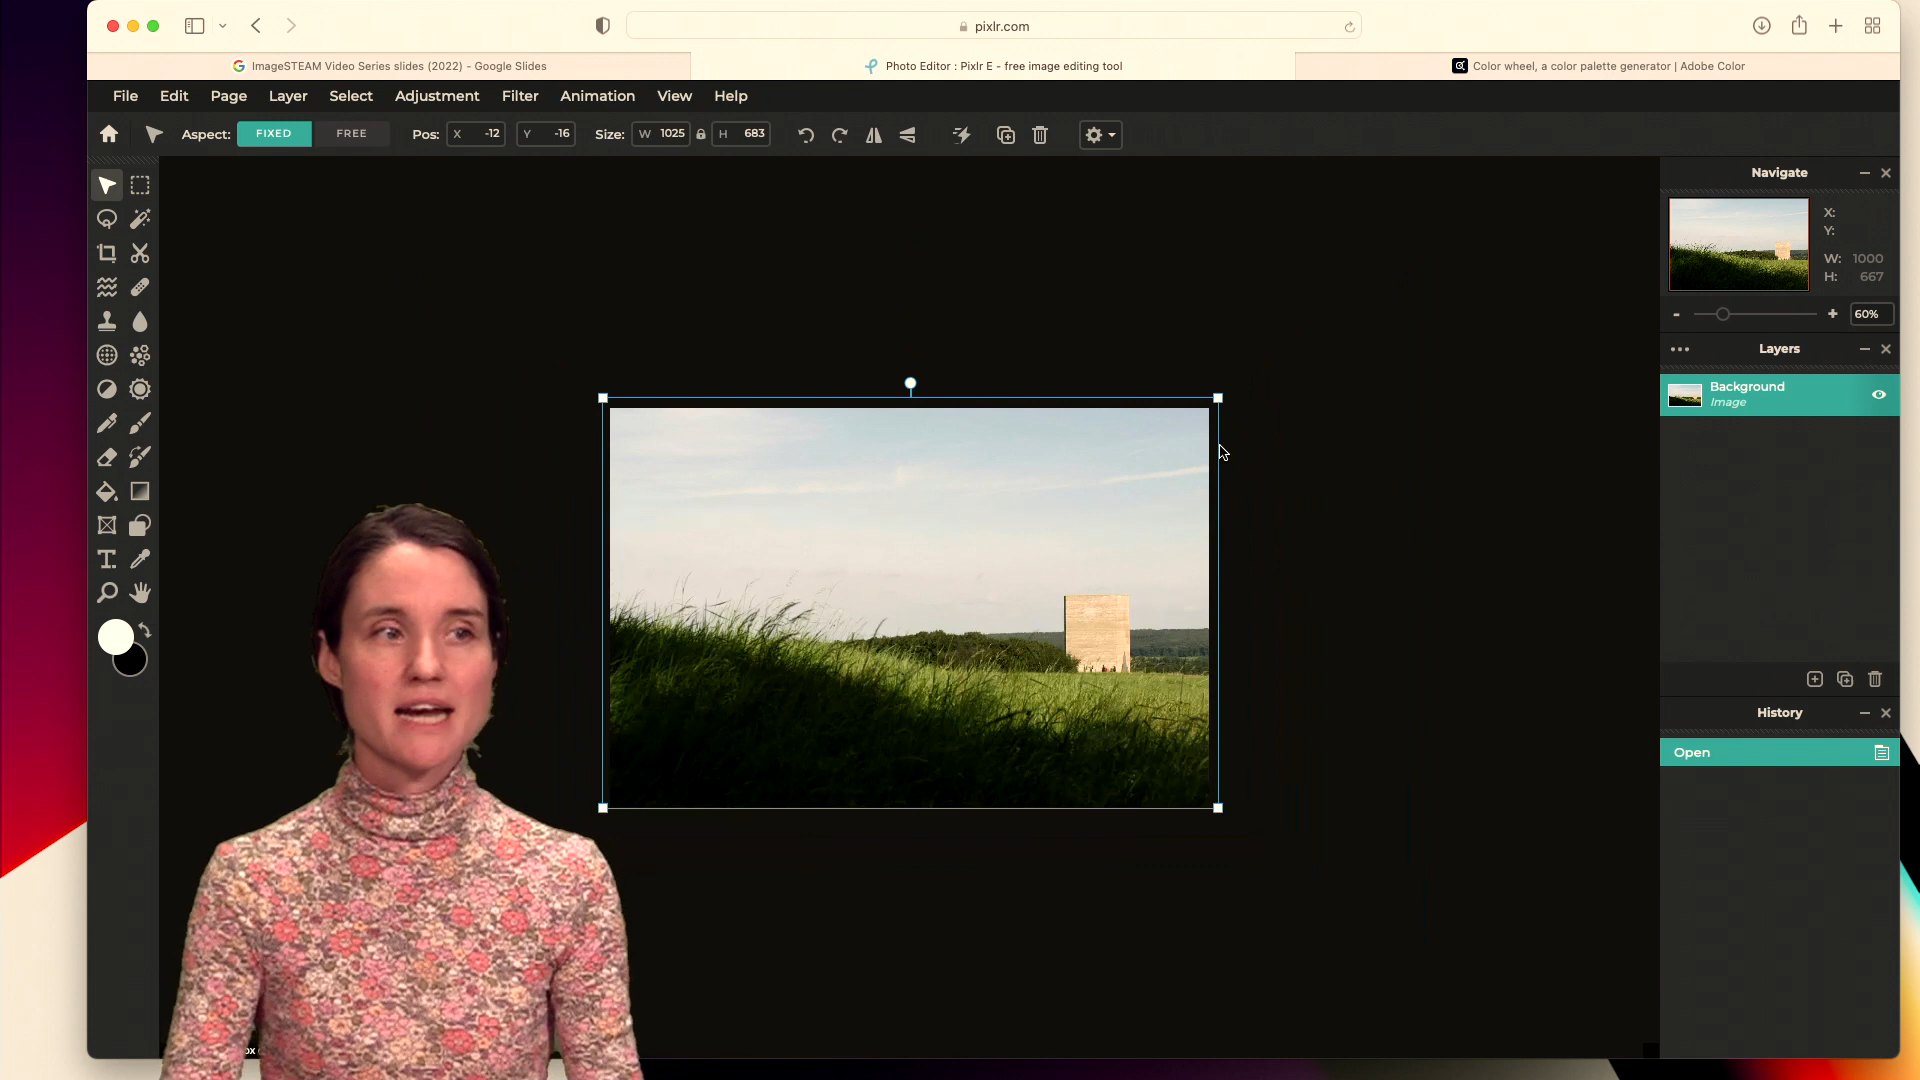 pixlr.com
ImageSTEAM Video Series slides (2022) - Google Slides
Photo Editor : Pixlr E - free image editing tool
Color wheel, a color palette generator | Adobe Color
File Edit Page Layer Select Adjustment Filter Animation View Help
Aspect: FIXED FREE Pos: X -12 Y -16 Size: W 1025 H 683
Navigate
X:
Y:
W: 1000
H: 667
- + 60%
Layers
Background
Image
History
Open